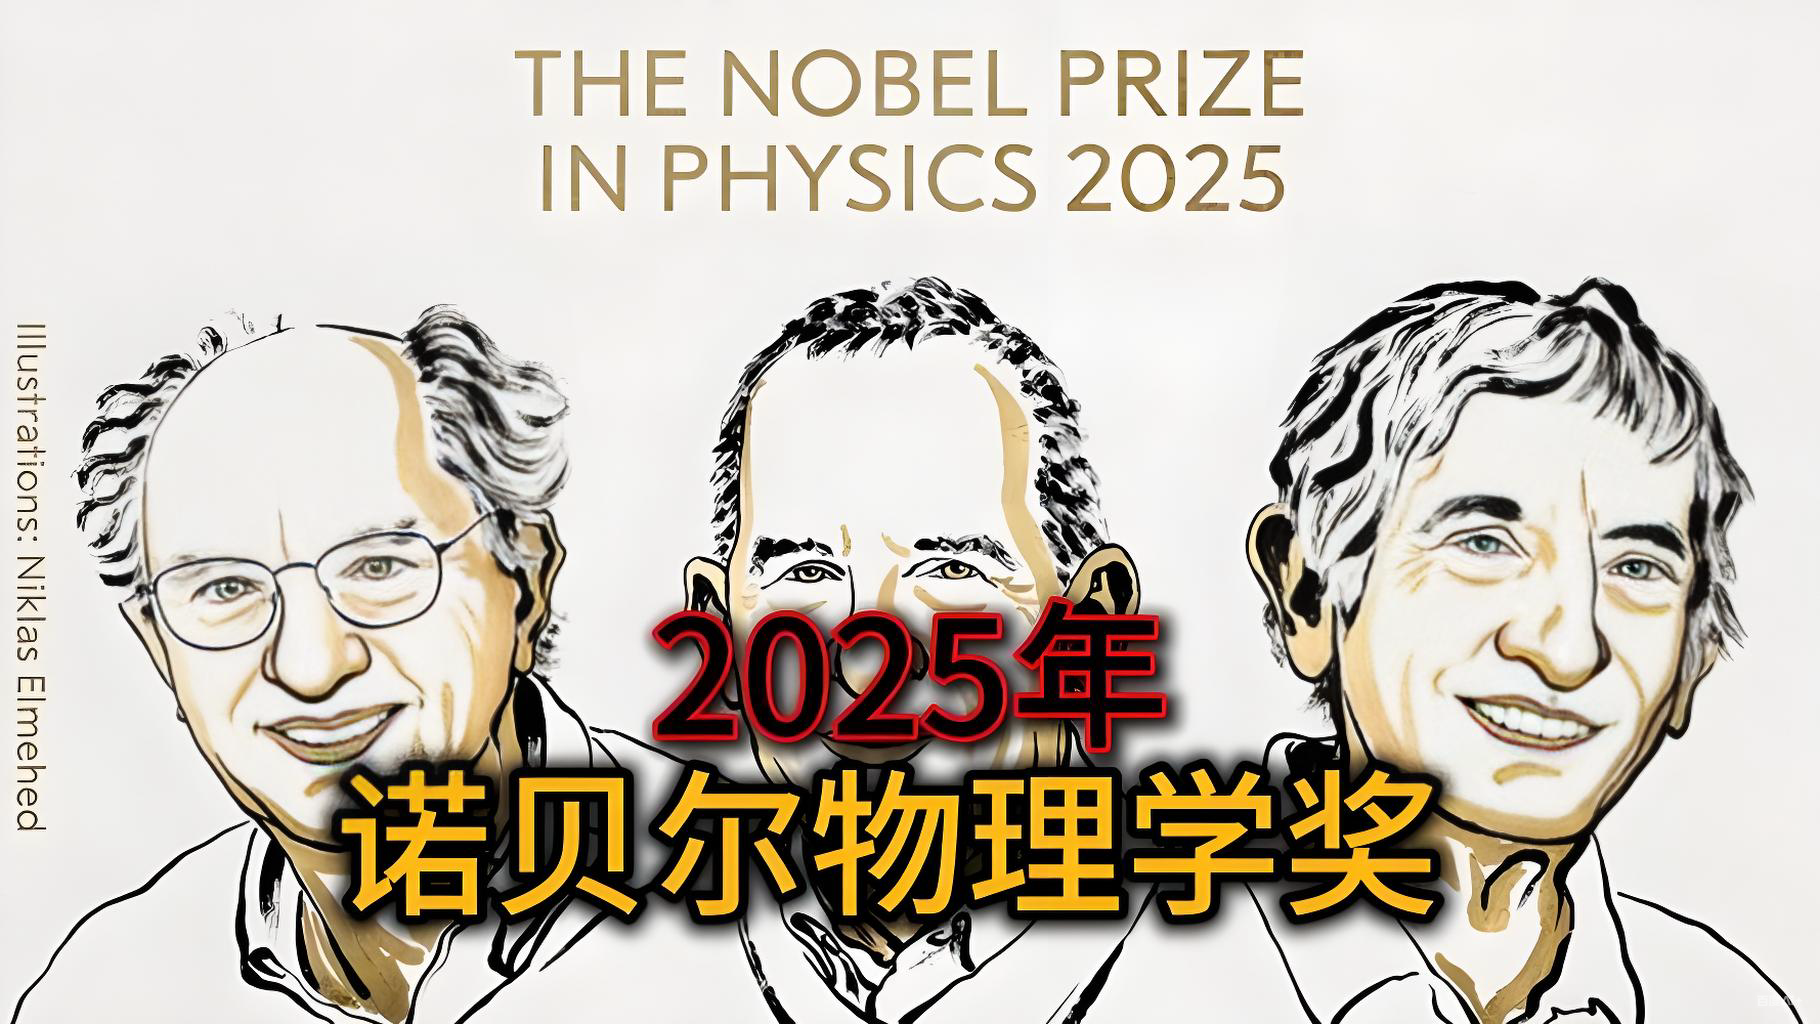 THE NOBEL PRIZE
IN PHYSICS 2025
Illustrations: Niklas Elmehed
2025年
诺贝尔物理学奖